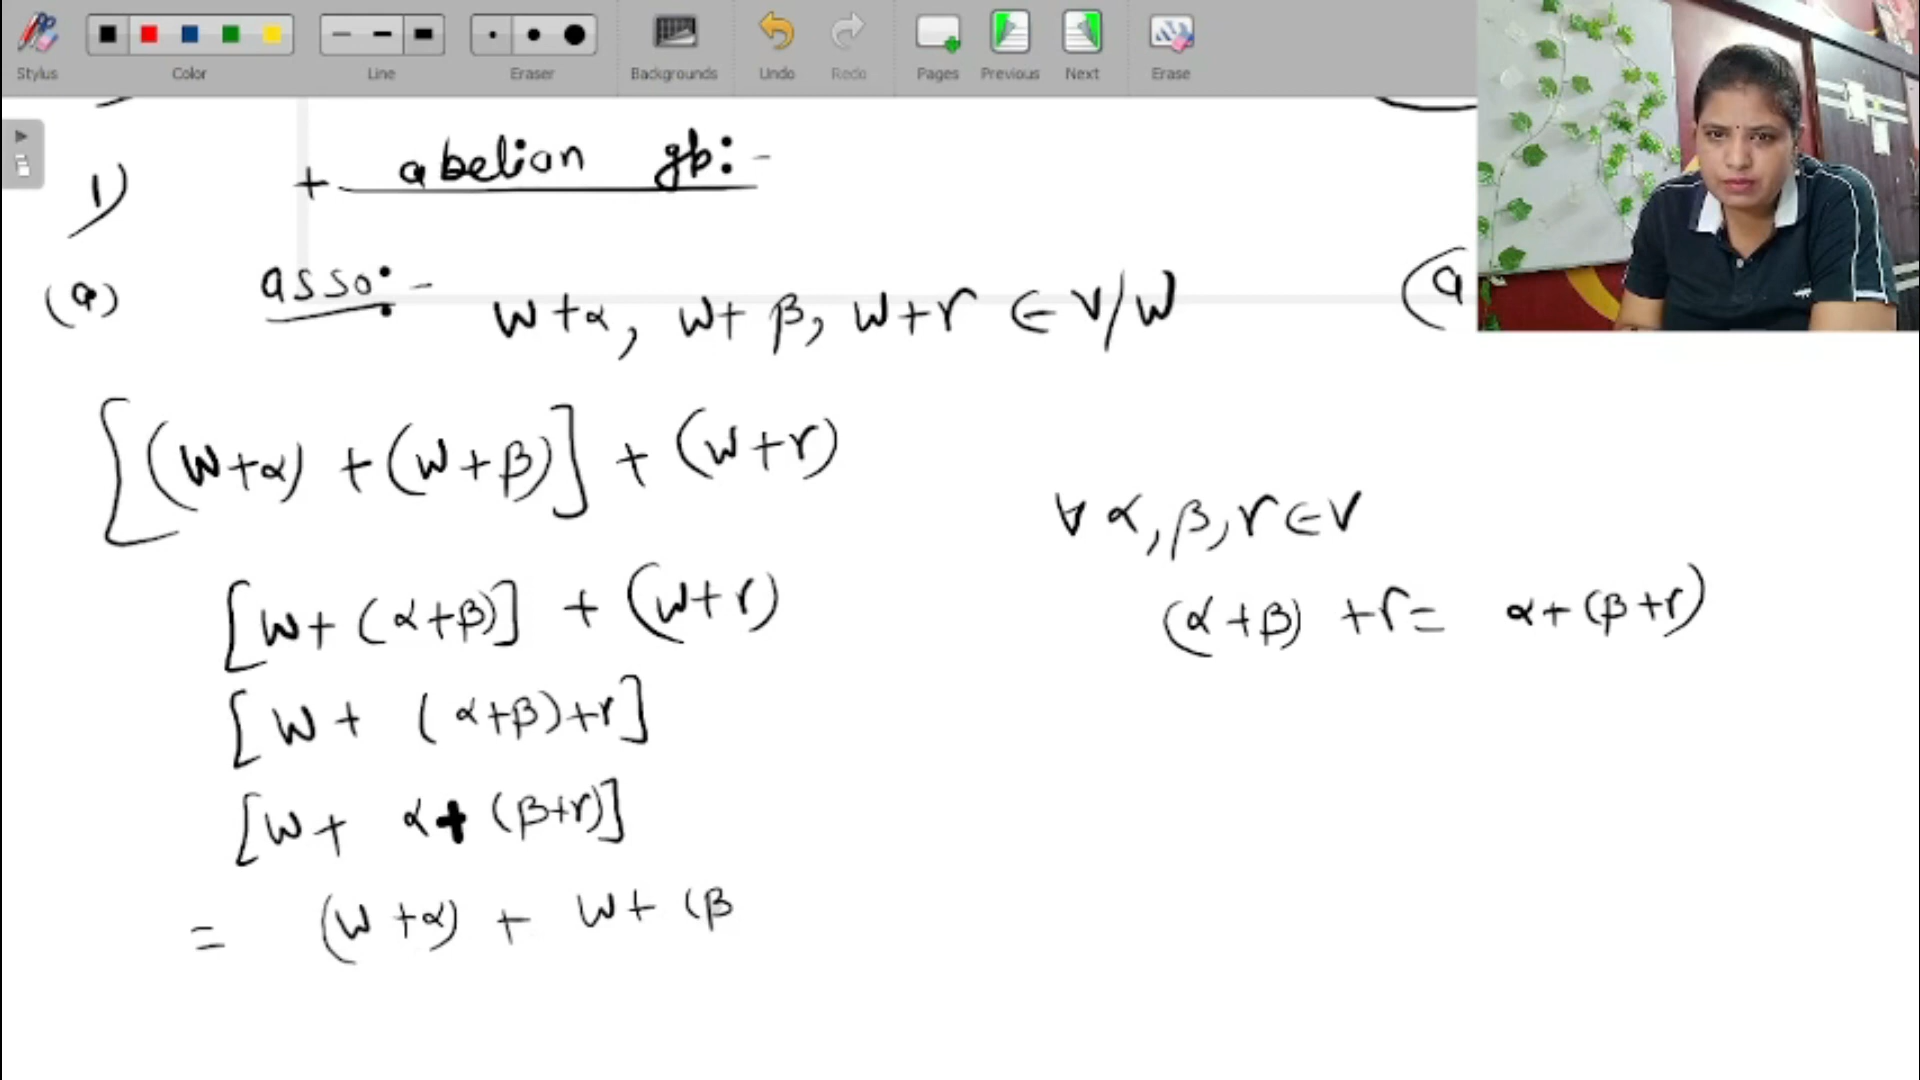 Stylus Color Line Eraser Backgrounds Undo Redo Pages Previous Next Erase
1) + abelian gp:-
(a) asso:- W+α, W+β, W+r ∈ V/W (a
[(W+α) + (W+β)] + (W+r)
∀ α, β, r ∈ V
[W+ (α+β)] + (W+r)
(α+β) +r = α+(β+r)
[W+ (α+β)+r]
[W+ α+ (β+r)]
= (W+α) + W+ (β